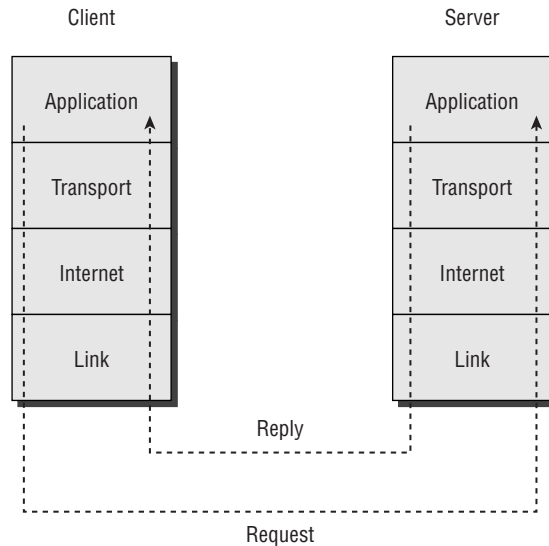 Client
Server
Application
Application
Transport
Transport
Internet
Internet
Link
Link
Reply
Request